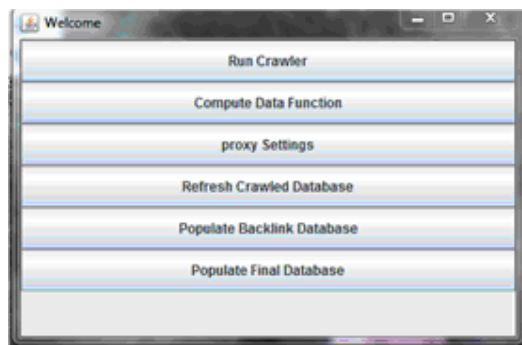 Welcome
Run Crawler
Compute Data Function
proxy Settings
Refresh Crawled Database
Populate Backlink Database
Populate Final Database